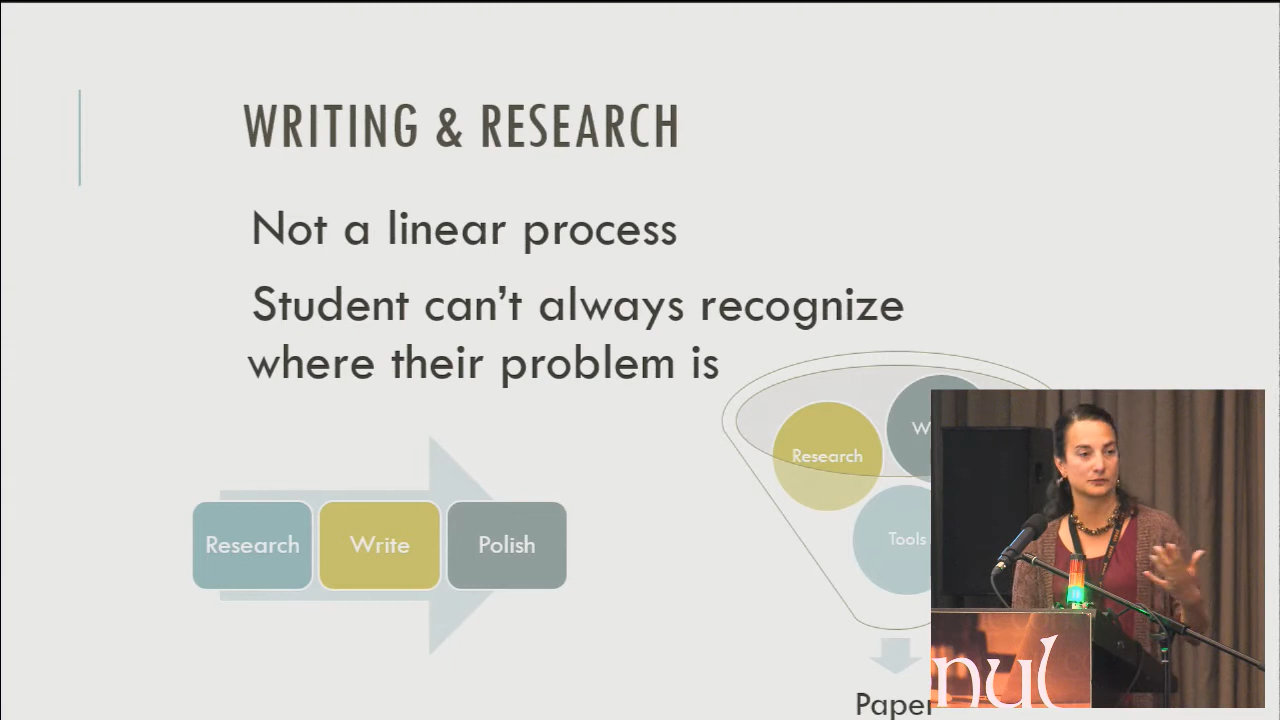 WRITING & RESEARCH
Not a linear process
Student can't always recognize
where their problem is
Research
Write
Polish
Research
Tools
Paper
nul